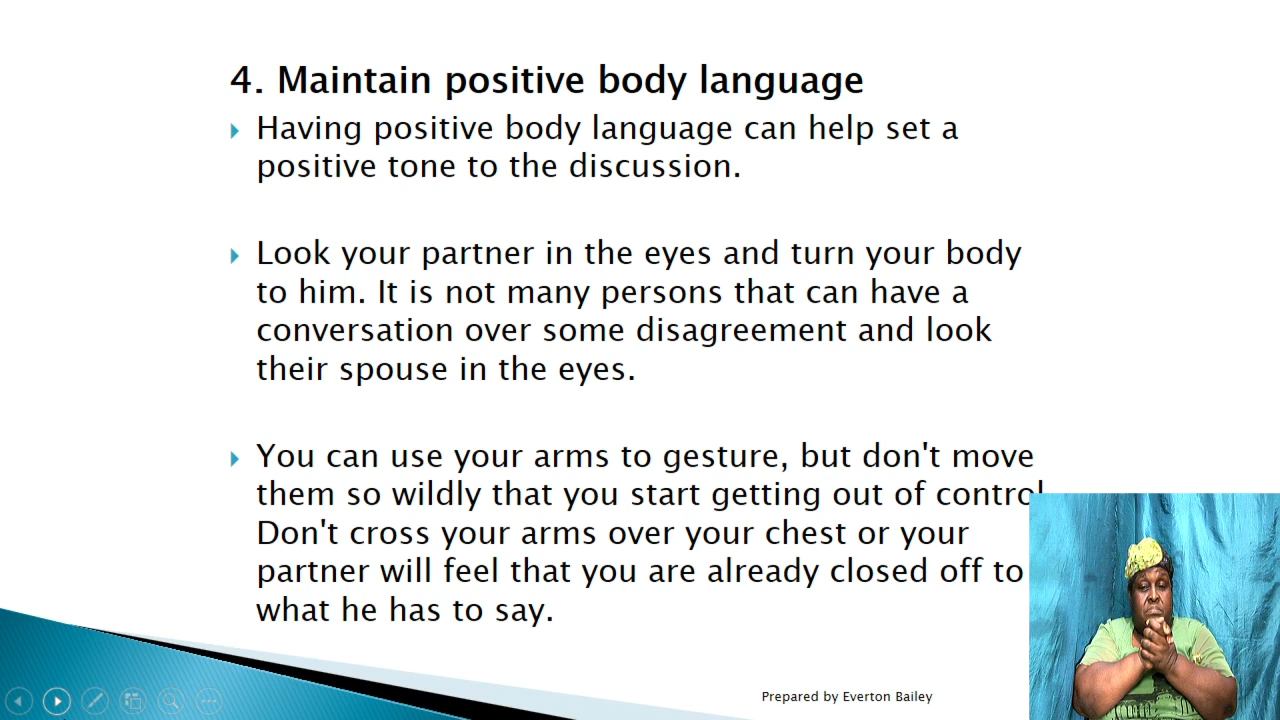 4. Maintain positive body language
Having positive body language can help set a
positive tone to the discussion.
Look your partner in the eyes and turn your body
to him. It is not many persons that can have a
conversation over some disagreement and look
their spouse in the eyes.
You can use your arms to gesture, but don't move
them so wildly that you start getting out of control
Don't cross your arms over your chest or your
partner will feel that you are already closed off to
what he has to say.
Prepared by Everton Bailey